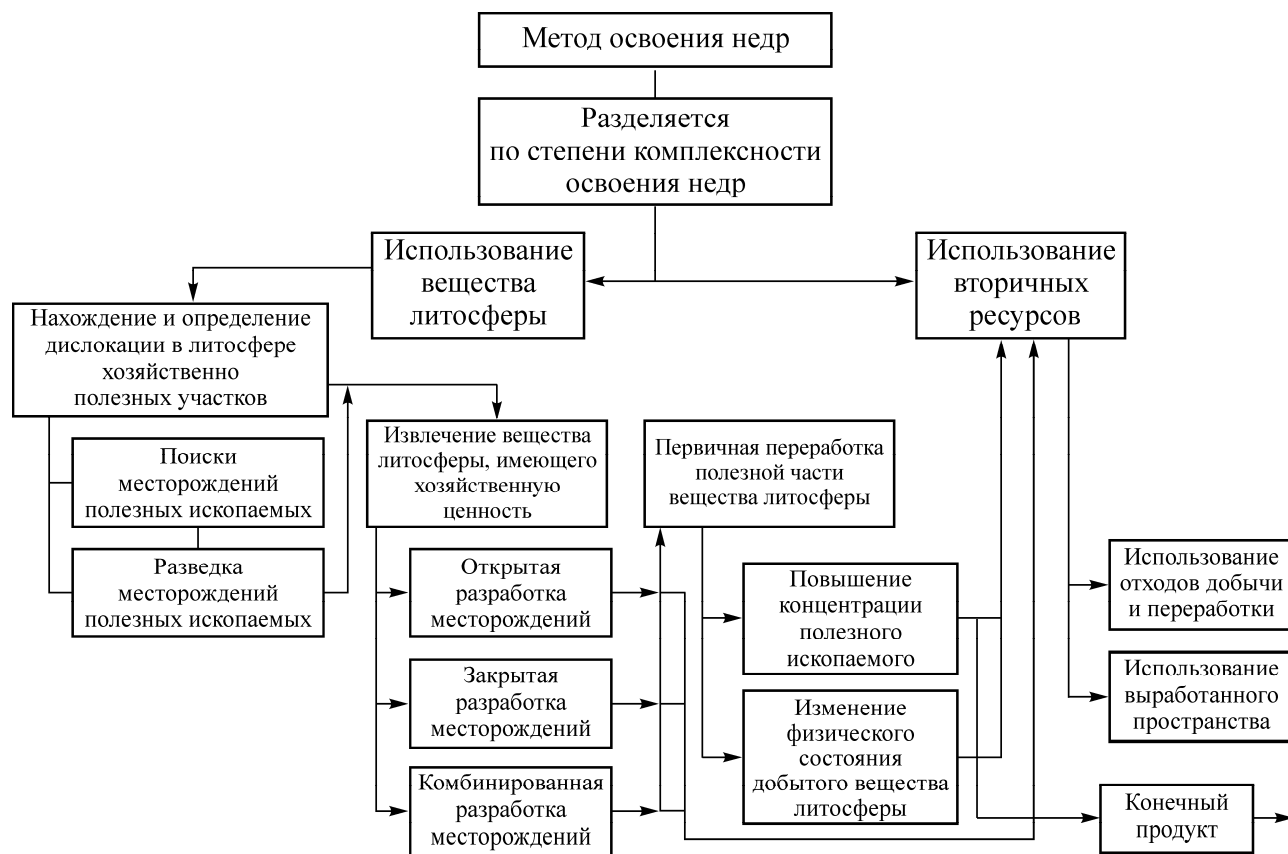 Метод освоения недр
Разделяется
по степени комплексности
освоения недр
Использование
вещества
литосферы
Использование
вторичных
ресурсов
Нахождение и определение
дислокации в литосфере
хозяйственно
полезных участков
Поиски
месторождений
полезных ископаемых
Разведка
месторождений
полезных ископаемых
Извлечение вещества
литосферы, имеющего
хозяйственную
ценность
Открытая
разработка
месторождений
Закрытая
разработка
месторождений
Комбинированная
разработка
месторождений
Первичная переработка
полезной части
вещества литосферы
Повышение
концентрации
полезного
ископаемого
Изменение
физического
состояния
добытого вещества
литосферы
Использование
отходов добычи
и переработки
Использование
выработанного
пространства
Конечный
продукт